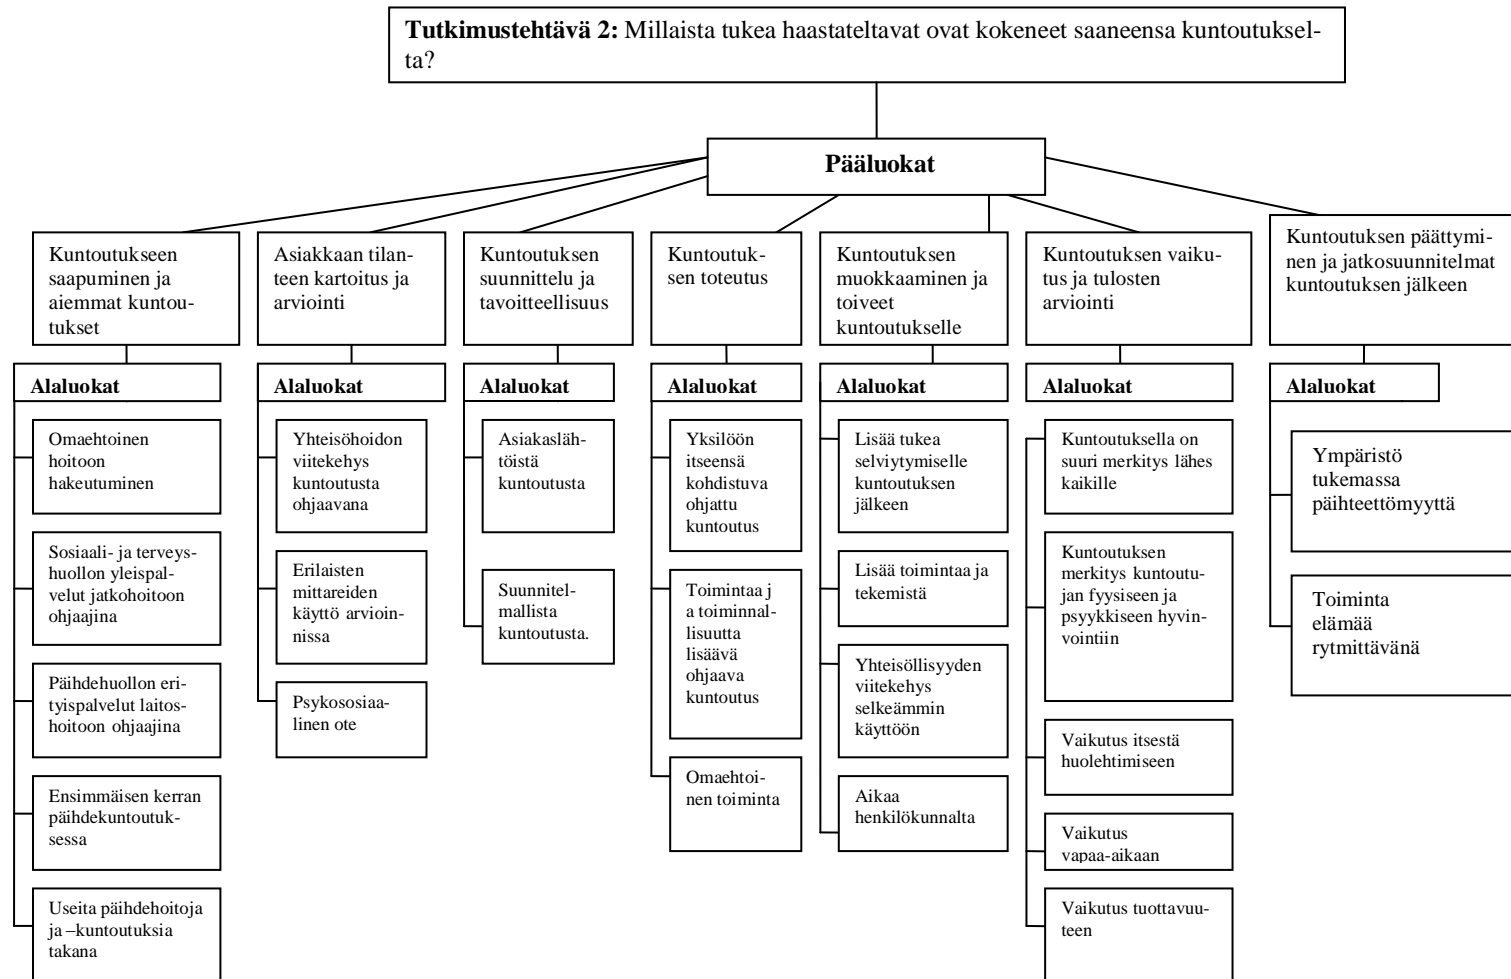 Tutkimustehtävä 2: Millaista tukea haastateltavat ovat kokeneet saaneensa kuntoutuksel-
ta?
Pääluokat
Kuntoutukseen
saapuminen ja
aiemmat kuntou-
tukset
Alaluokat
Omaehtoinen
hoitoon
hakeutuminen
Sosiaali- ja terveys-
huollon yleispal-
velut jatkohoitoon
ohjaajina
Päihdehuollon eri-
tyispalvelut laitos-
hoitoon ohjaajina
Ensimmäisen kerran
päihdekuntoutuk-
sessa
Useita päihdehoitoja
ja –kuntoutuksia
takana
Asiakkaan tilan-
teen kartoitus ja
arviointi
Alaluokat
Yhteisöhoidon
viitekehys
kuntoutusta
ohjaavana
Erilaisten
mittareiden
käyttö arvioin-
nissa
Psykososiaa-
linen ote
Kuntoutuksen
suunnittelu ja
tavoitteellisuus
Alaluokat
Asiakasläh-
töistä
kuntoutusta
Suunnitel-
mallista
kuntoutusta.
Kuntoutuk-
sen toteutus
Alaluokat
Yksilöön
itseensä
kohdistuva
ohjattu
kuntoutus
Toimintaa j
a toiminnal-
lisuutta
lisäävä
ohjaava
kuntoutus
Omaehtoi-
nen toiminta
Kuntoutuksen
muokkaaminen ja
toiveet
kuntoutukselle
Alaluokat
Lisää tukea
selviytymiselle
kuntoutuksen
jälkeen
Lisää toimintaa ja
tekemistä
Yhteisöllisyyden
viitekehys
selkeämmin
käyttöön
Aikaa
henkilökunnalta
Kuntoutuksen vaiku-
tus ja tulosten
arviointi
Alaluokat
Kuntoutuksella on
suuri merkitys lähes
kaikille
Kuntoutuksen
merkitys kuntoutu-
jan fyysiseen ja
psyykkiseen hyvin-
vointiin
Vaikutus itsestä
huolehtimiseen
Vaikutus
vapaa-aikaan
Vaikutus tuottavuu-
teen
Kuntoutuksen päättymi-
nen ja jatkosuunnitelmat
kuntoutuksen jälkeen
Alaluokat
Ympäristö
tukemassa
päihteettömyyttä
Toiminta
elämää
rytmittävänä